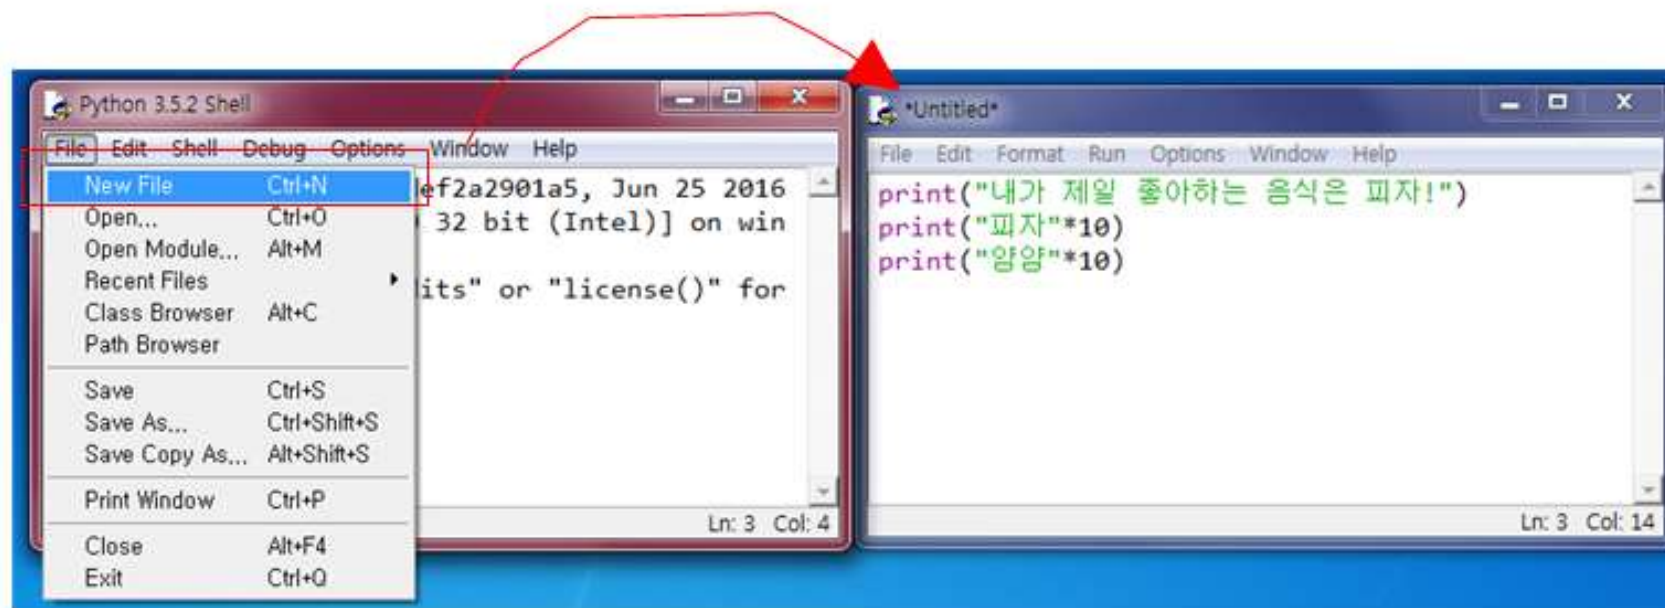 Python 3.5.2 Shell
File Edit Shell Debug Options Window Help
New File Ctrl+N
Open... Ctrl+O
Open Module... Alt+M
Recent Files
Class Browser Alt+C
Path Browser
Save Ctrl+S
Save As... Ctrl+Shift+S
Save Copy As... Alt+Shift+S
Print Window Ctrl+P
Close Alt+F4
Exit Ctrl+Q
ef2a2901a5, Jun 25 2016
32 bit (Intel)] on win
its" or "license()" for
Ln: 3 Col: 4
*Untitled*
File Edit Format Run Options Window Help
print("내가 제일 좋아하는 음식은 피자!")
print("피자"*10)
print("얌얌"*10)
Ln: 3 Col: 14